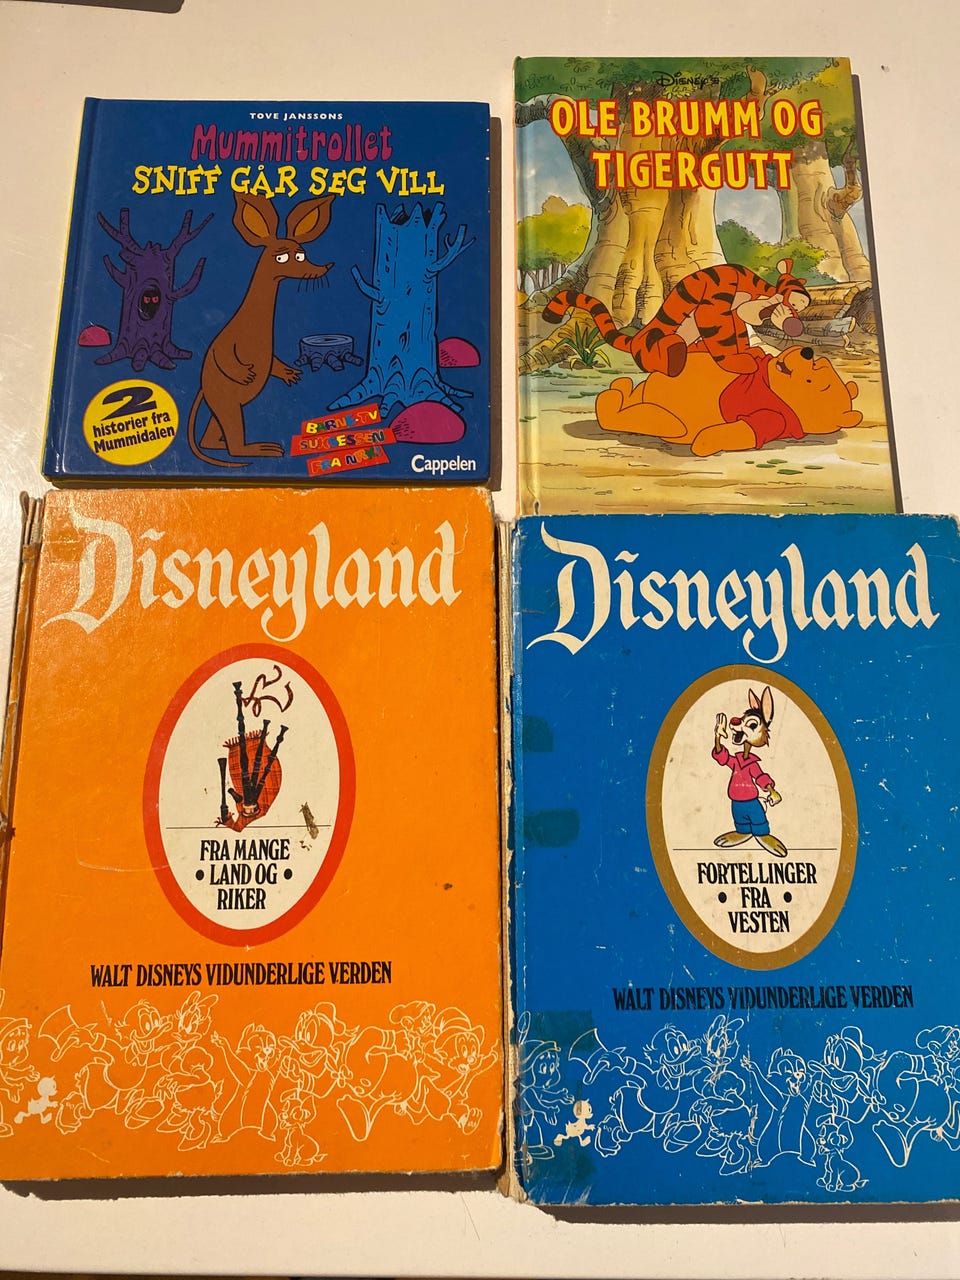 TOVE JANSSONS
Mummitrollet
SNIFF GÅR SEG VILL
2
historier fra
Mummidalen
BARNE-TV
SUKSESSEN
FRA NRK!
Cappelen
DISNEY'S
OLE BRUMM OG
TIGERGUTT
Disneyland
FRA MANGE
• LAND OG •
RIKER
WALT DISNEYS VIDUNDERLIGE VERDEN
Disneyland
FORTELLINGER
• FRA •
VESTEN
WALT DISNEYS VIDUNDERLIGE VERDEN